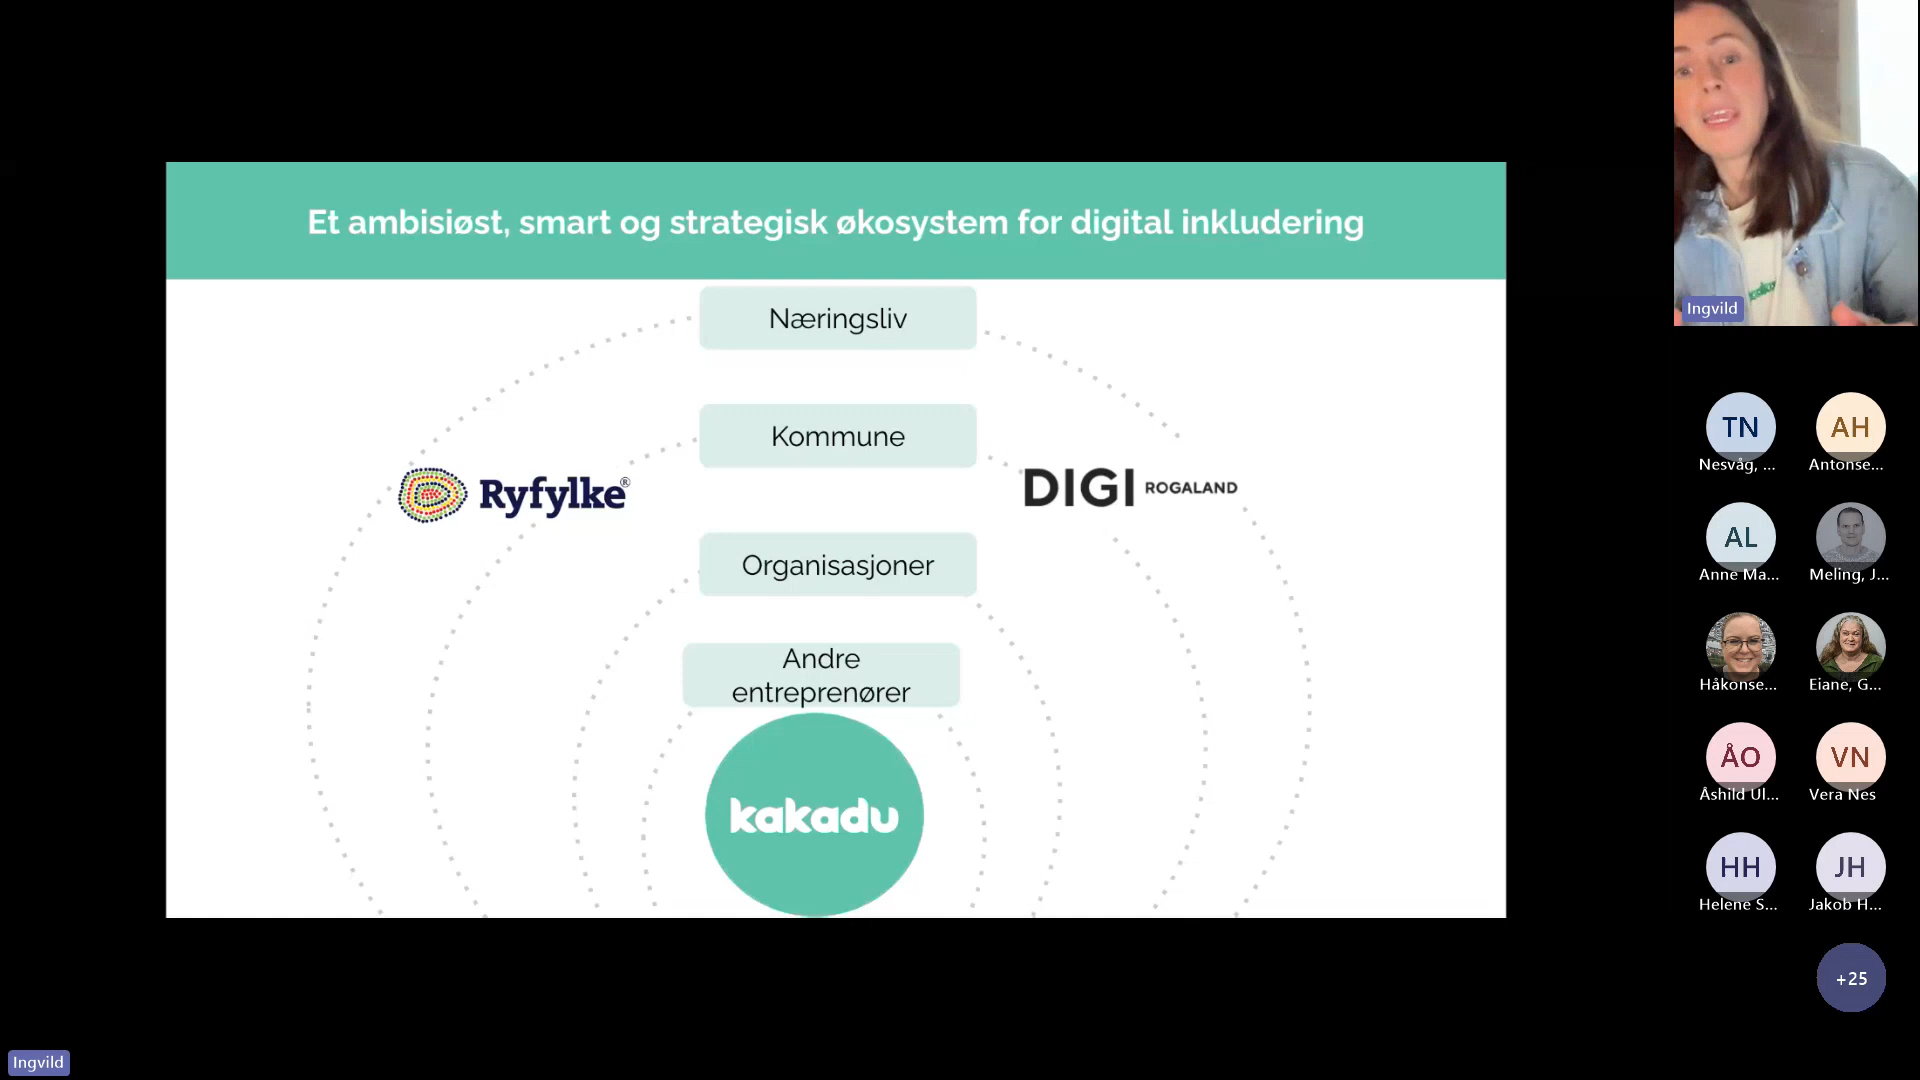 Et ambisiøst, smart og strategisk økosystem for digital inkludering
Næringsliv
Kommune
Ryfylke®
DIGI ROGALAND
Organisasjoner
Andre
entreprenører
kakadu
Ingvild
TN
Nesvåg, ...
AH
Antonse...
AL
Anne Ma...
Meling, J...
Håkonse...
Eiane, G...
ÅO
Åshild Ul...
VN
Vera Nes
HH
Helene S...
JH
Jakob H...
+25
Ingvild